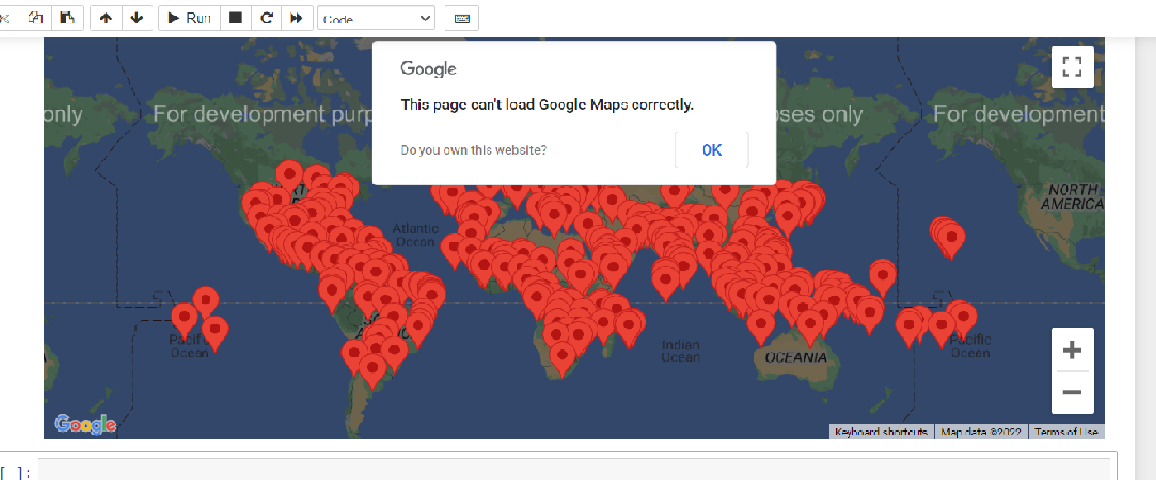 Run
Code
Google
This page can't load Google Maps correctly.
Do you own this website?
OK
only
For development purp
oses only
For development
NORTH
AMERICA
Atlantic
Ocean
Pacific
Ocean
Indian
Ocean
OCEANIA
Pacific
Ocean
Google
Keyboard shortcuts
Map data ©2022
Terms of Use
[ ]: